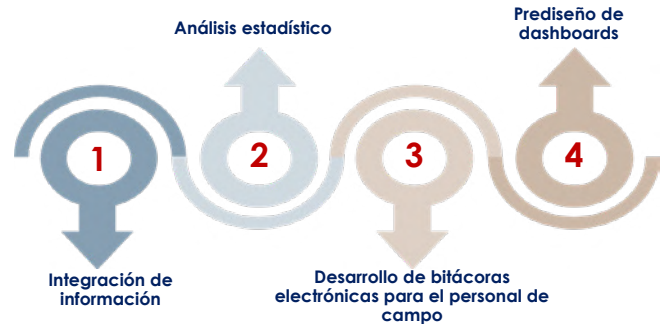 1
Integración de
información
2
Análisis estadístico
3
Desarrollo de bitácoras
electrónicas para el personal de
campo
4
Prediseño de
dashboards